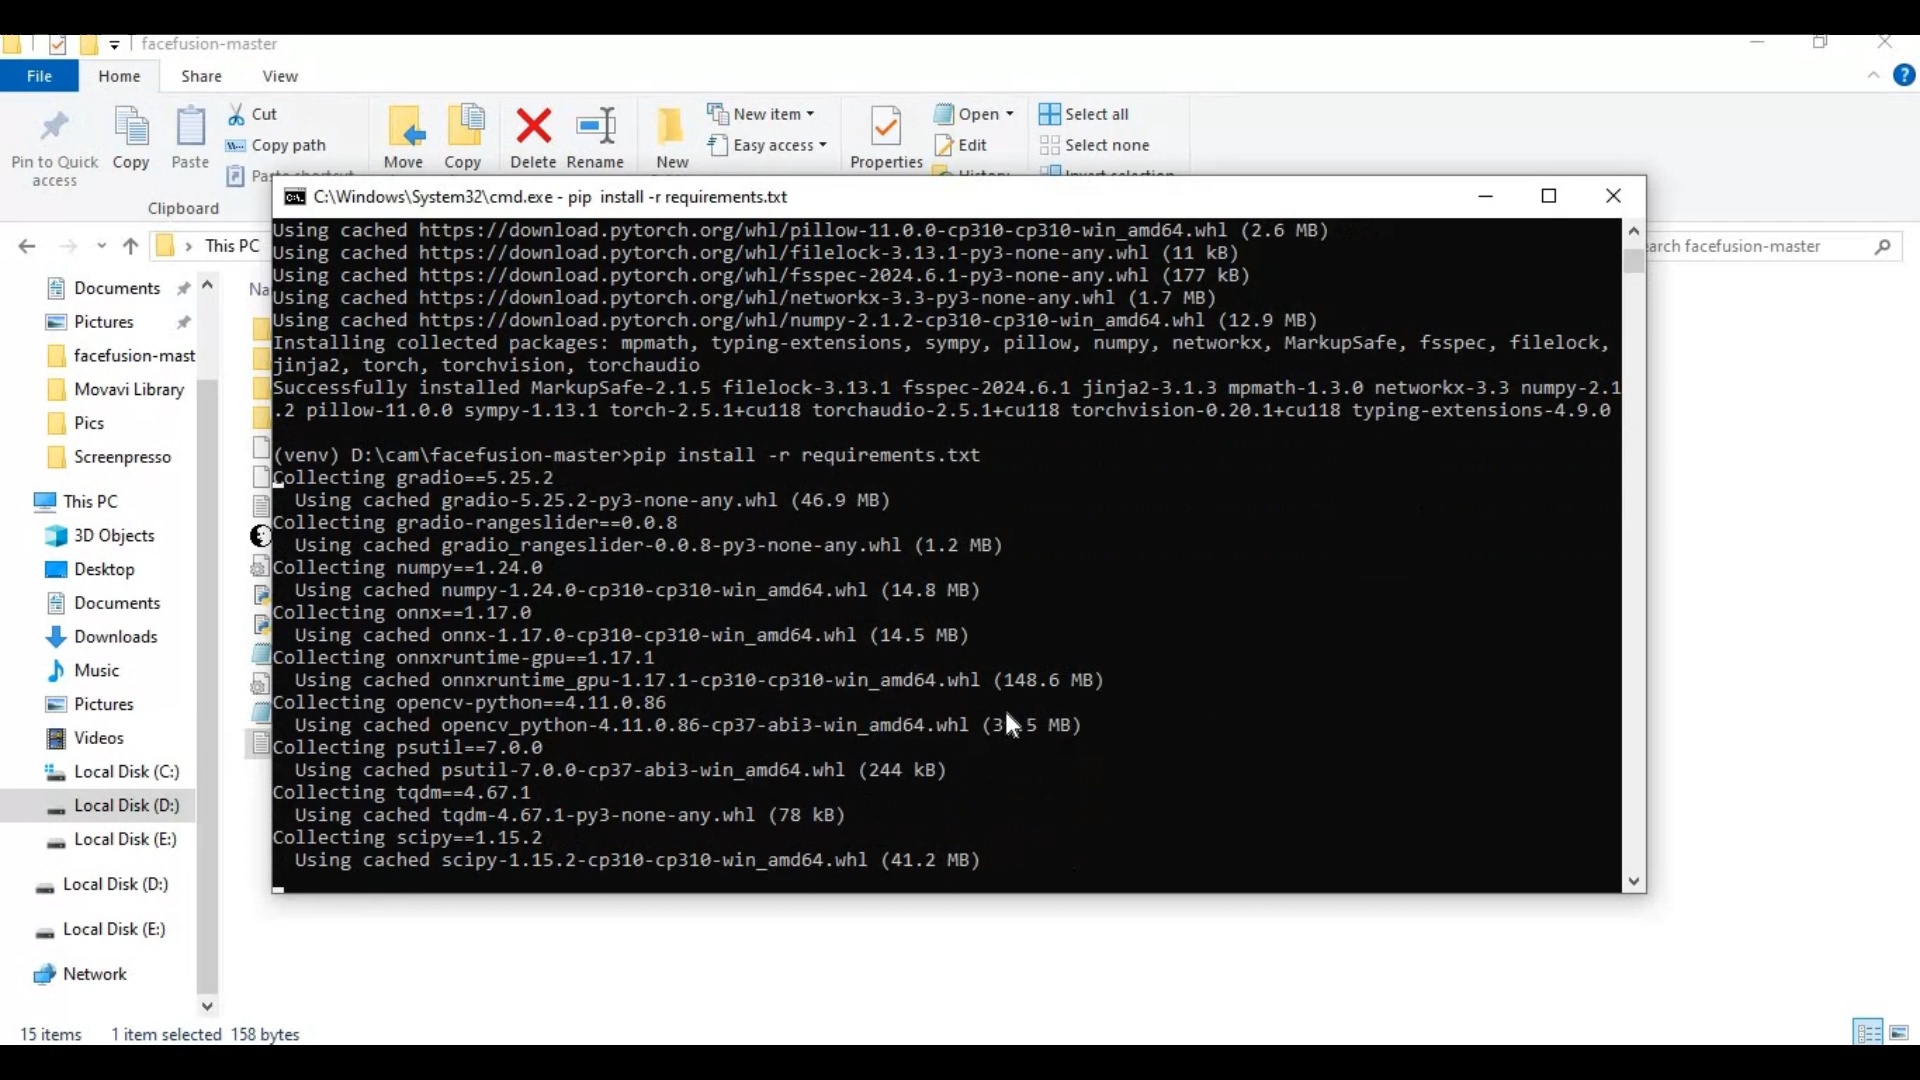 facefusion-master
File
Home
Share
View
Pin to Quick access
Copy
Paste
Cut
Copy path
Paste shortcut
Clipboard
Move
Copy
Delete
Rename
New
New item
Easy access
Properties
Open
Edit
History
Select all
Select none
Invert selection
This PC
earch facefusion-master
Documents
Pictures
facefusion-mast
Movavi Library
Pics
Screenpresso
This PC
3D Objects
Desktop
Documents
Downloads
Music
Pictures
Videos
Local Disk (C:)
Local Disk (D:)
Local Disk (E:)
Local Disk (D:)
Local Disk (E:)
Network
Na
C:\Windows\System32\cmd.exe - pip  install -r requirements.txt
Using cached https://download.pytorch.org/whl/pillow-11.0.0-cp310-cp310-win_amd64.whl (2.6 MB)
Using cached https://download.pytorch.org/whl/filelock-3.13.1-py3-none-any.whl (11 kB)
Using cached https://download.pytorch.org/whl/fsspec-2024.6.1-py3-none-any.whl (177 kB)
Using cached https://download.pytorch.org/whl/networkx-3.3-py3-none-any.whl (1.7 MB)
Using cached https://download.pytorch.org/whl/numpy-2.1.2-cp310-cp310-win_amd64.whl (12.9 MB)
Installing collected packages: mpmath, typing-extensions, sympy, pillow, numpy, networkx, MarkupSafe, fsspec, filelock,
jinja2, torch, torchvision, torchaudio
Successfully installed MarkupSafe-2.1.5 filelock-3.13.1 fsspec-2024.6.1 jinja2-3.1.3 mpmath-1.3.0 networkx-3.3 numpy-2.1
.2 pillow-11.0.0 sympy-1.13.1 torch-2.5.1+cu118 torchaudio-2.5.1+cu118 torchvision-0.20.1+cu118 typing-extensions-4.9.0
(venv) D:\cam\facefusion-master>pip install -r requirements.txt
Collecting gradio==5.25.2
Using cached gradio-5.25.2-py3-none-any.whl (46.9 MB)
Collecting gradio-rangeslider==0.0.8
Using cached gradio_rangeslider-0.0.8-py3-none-any.whl (1.2 MB)
Collecting numpy==1.24.0
Using cached numpy-1.24.0-cp310-cp310-win_amd64.whl (14.8 MB)
Collecting onnx==1.17.0
Using cached onnx-1.17.0-cp310-cp310-win_amd64.whl (14.5 MB)
Collecting onnxruntime-gpu==1.17.1
Using cached onnxruntime_gpu-1.17.1-cp310-cp310-win_amd64.whl (148.6 MB)
Collecting opencv-python==4.11.0.86
Using cached opencv_python-4.11.0.86-cp37-abi3-win_amd64.whl MB)
Collecting psutil==7.0.0
Using cached psutil-7.0.0-cp37-abi3-win_amd64.whl (244 kB)
Collecting tqdm==4.67.1
Using cached tqdm-4.67.1-py3-none-any.whl (78 kB)
Collecting scipy==1.15.2
Using cached scipy-1.15.2-cp310-cp310-win_amd64.whl (41.2 MB)
15 items
1 item selected
158 bytes